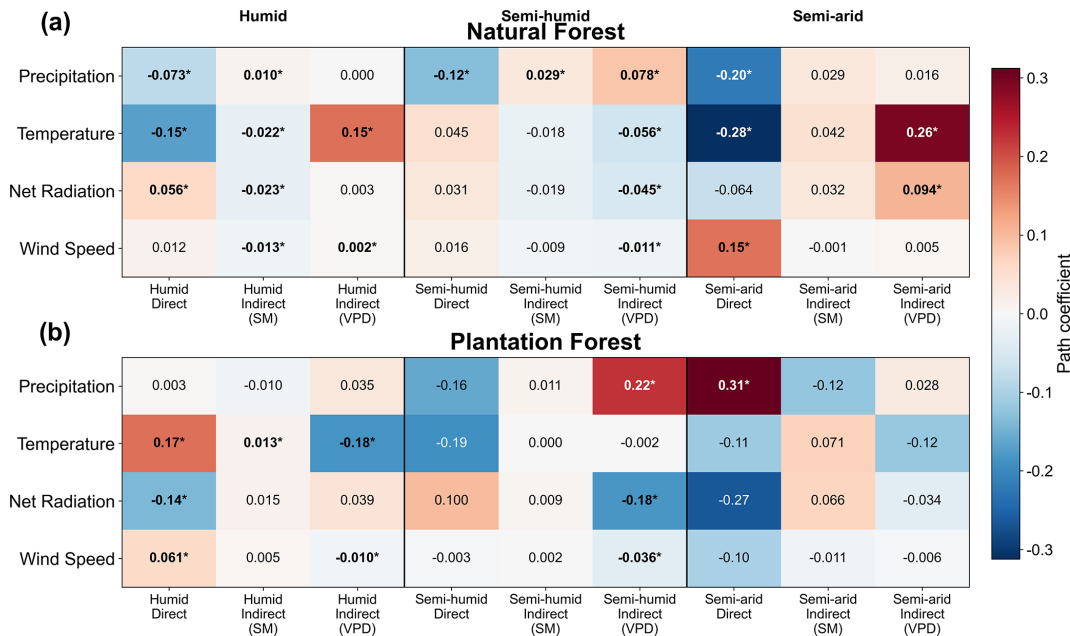 (a)
Humid Semi-humid Semi-arid
Natural Forest
Precipitation -0.073* 0.010* 0.000 -0.12* 0.029* 0.078* -0.20* 0.029 0.016
Temperature -0.15* -0.022* 0.15* 0.045 -0.018 -0.056* -0.28* 0.042 0.26*
Net Radiation 0.056* -0.023* 0.003 0.031 -0.019 -0.045* -0.064 0.032 0.094*
Wind Speed 0.012 -0.013* 0.002* 0.016 -0.009 -0.011* 0.15* -0.001 0.005
Humid Humid Humid Semi-humid Semi-humid Semi-humid Semi-arid Semi-arid Semi-arid
Direct Indirect Indirect Direct Indirect Indirect Direct Indirect Indirect
(SM) (VPD) (SM) (VPD) (SM) (VPD)
(b)
Plantation Forest
Precipitation 0.003 -0.010 0.035 -0.16 0.011 0.22* 0.31* -0.12 0.028
Temperature 0.17* 0.013* -0.18* -0.19 0.000 -0.002 -0.11 0.071 -0.12
Net Radiation -0.14* 0.015 0.039 0.100 0.009 -0.18* -0.27 0.066 -0.034
Wind Speed 0.061* 0.005 -0.010* -0.003 0.002 -0.036* -0.10 -0.011 -0.006
Humid Humid Humid Semi-humid Semi-humid Semi-humid Semi-arid Semi-arid Semi-arid
Direct Indirect Indirect Direct Indirect Indirect Direct Indirect Indirect
(SM) (VPD) (SM) (VPD) (SM) (VPD)
0.3
0.2
0.1
0.0
-0.1
-0.2
-0.3
Path coefficient